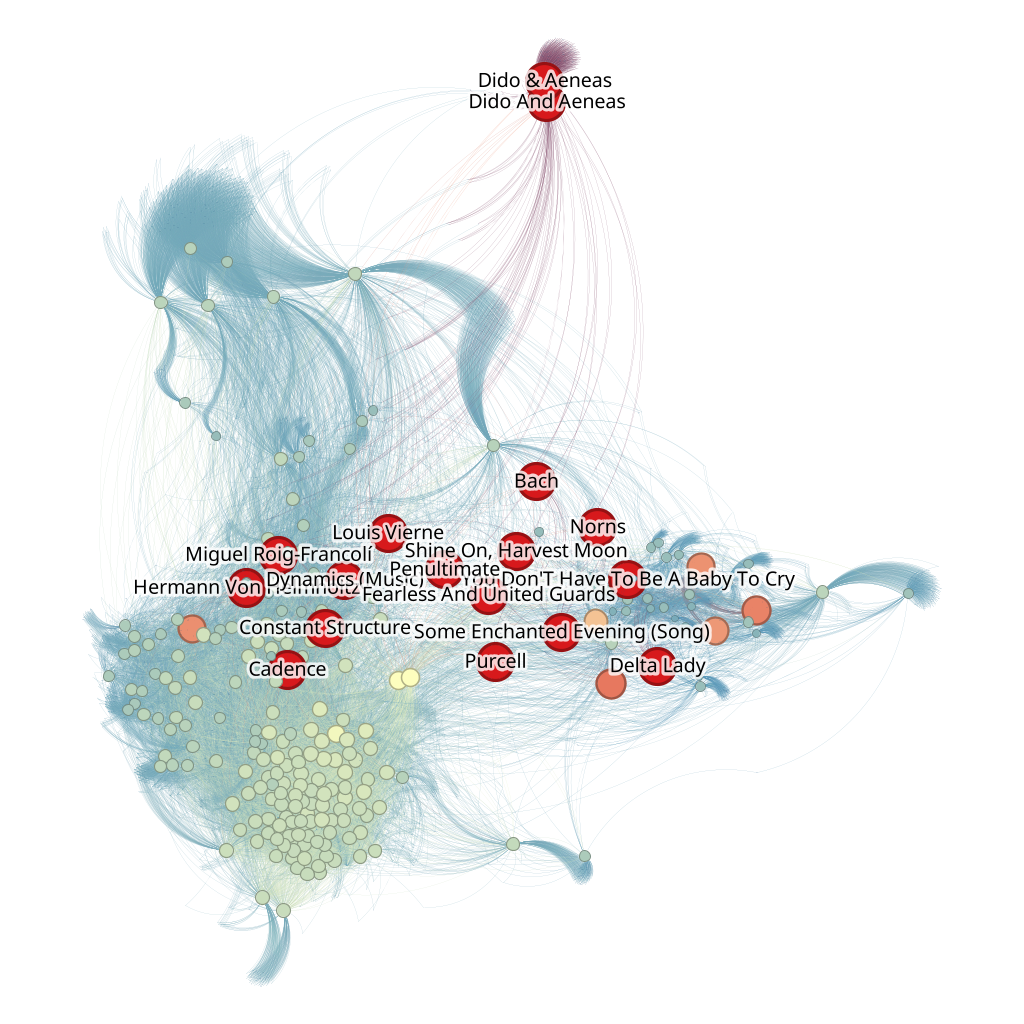 Dido & Aeneas
Dido And Aeneas
Bach
Norns
Louis Vierne
Shine On, Harvest Moon
Miguel Roig-Francolí
Penultimate
Dynamics (Music)
You Don'T Have To Be A Baby To Cry
Hermann Von Helmholtz
Fearless And United Guards
Constant Structure
Some Enchanted Evening (Song)
Purcell
Cadence
Delta Lady